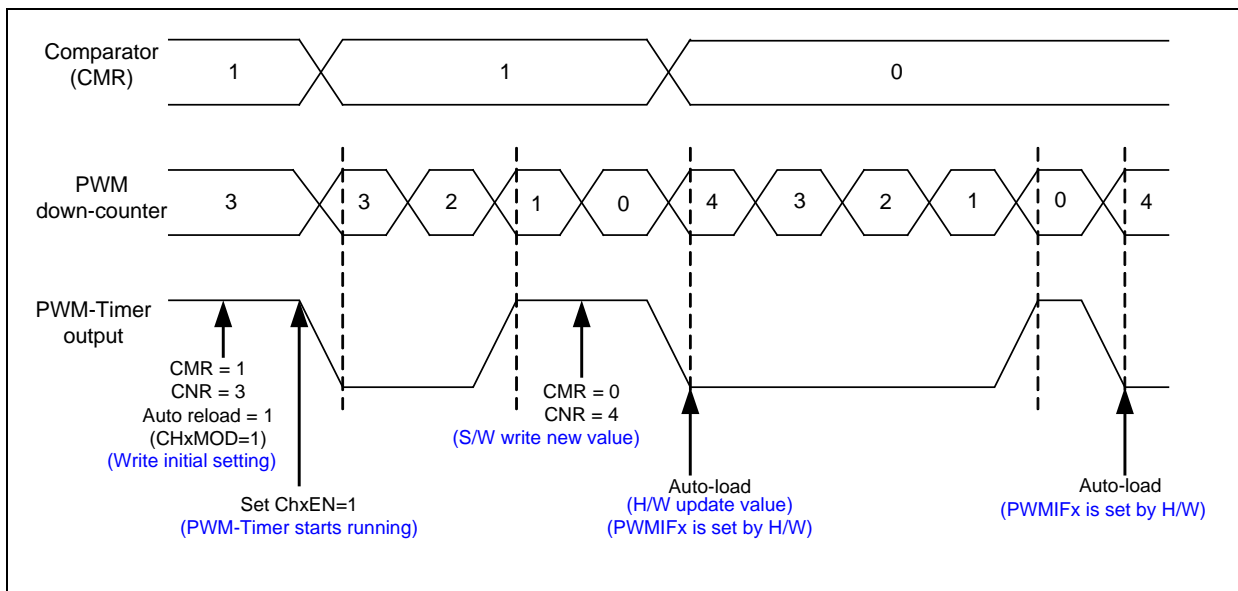 Comparator
(CMR)
1
1
0
PWM
down-counter
3
3
2
1
0
4
3
2
1
0
4
PWM-Timer
output
CMR = 1
CNR = 3
Auto reload = 1
(CHxMOD=1)
(Write initial setting)
CMR = 0
CNR = 4
(S/W write new value)
Set ChxEN=1
(PWM-Timer starts running)
Auto-load
(H/W update value)
(PWMIFx is set by H/W)
Auto-load
(PWMIFx is set by H/W)